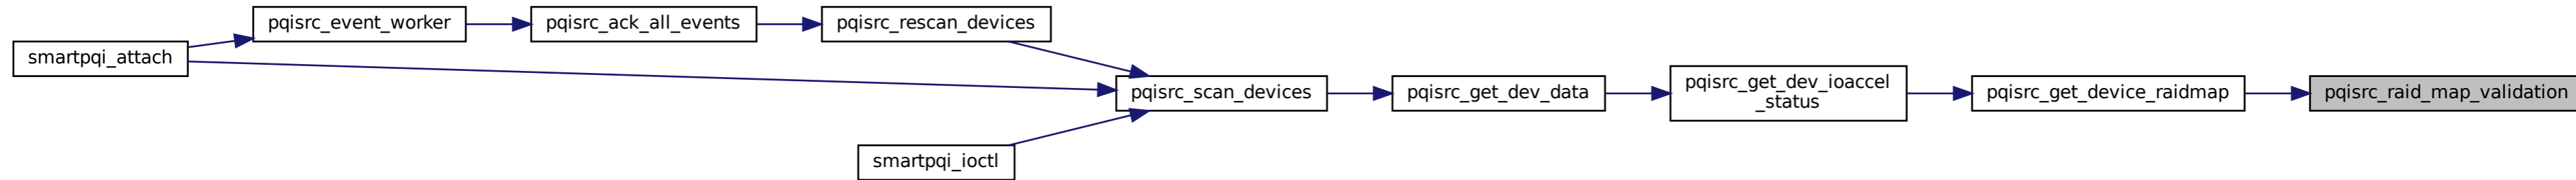 smartpqi_attach
pqisrc_event_worker
pqisrc_ack_all_events
pqisrc_rescan_devices
pqisrc_scan_devices
smartpqi_ioctl
pqisrc_get_dev_data
pqisrc_get_dev_ioaccel
_status
pqisrc_get_device_raidmap
pqisrc_raid_map_validation